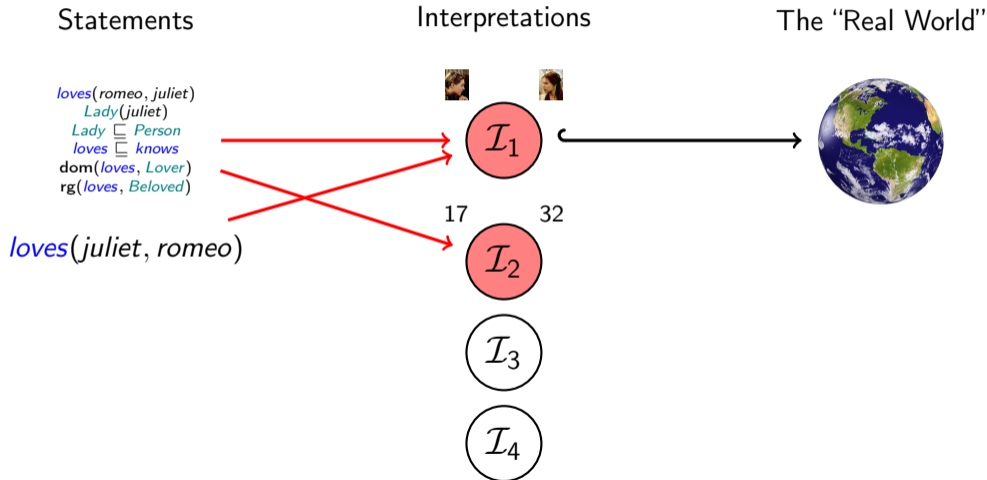 Statements
Interpretations
The “Real World”
loves(romeo, juliet)
Lady(juliet)
Lady ⊑ Person
loves ⊑ knows
dom(loves, Lover)
rg(loves, Beloved)
loves(juliet, romeo)
ℐ1
17 32
ℐ2
ℐ3
ℐ4